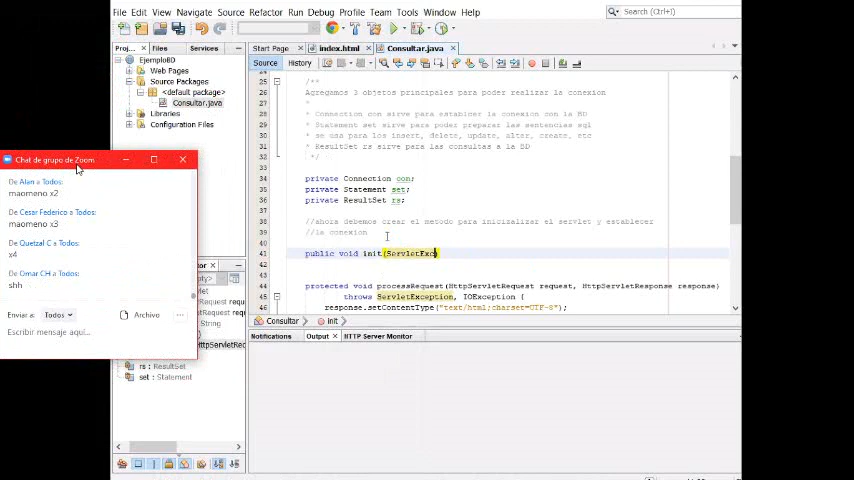 File Edit View Navigate Source Refactor Run Debug Profile Team Tools Window Help
Search (Ctrl+I)
Proj...
Files
Services
EjemploBD
Web Pages
Source Packages
<default package>
Consultar.java
Libraries
Configuration Files
Start Page
index.html
Consultar.java
Source
History
25
26
27
28
29
30
31
32
33
34
35
36
37
38
39
40
41
42
43
44
45
46
/**
Agregamos 3 objetos principales para poder realizar la conexion
*
* Connection con sirve para establcer la conexion con la BD
* Statement set sirve para poder preparar las sentencias sql
* se usa para los insert, delete, update, altar, create, etc
* ResultSet rs sirve para las consultas a la BD
*/
private Connection con;
private Statement set;
private ResultSet rs;
//ahora debemos crear el metodo para inicizalizar el servlet y establecer
//la conexion
public void init(ServletExc)
protected void processRequest(HttpServletRequest request, HttpServletResponse response)
throws ServletException, IOException {
response.setContentType("text/html;charset=UTF-8");
Consultar
init
Notifications
Output
HTTP Server Monitor
Chat de grupo de Zoom
De Alan a Todos:
maomeno x2
De Cesar Federico a Todos:
maomeno x3
De Quetzal C a Todos:
x4
De Omar CH a Todos:
shh
Enviar a:
Todos
Archivo
...
Escribir mensaje aquí...
String
HttpServletReq
rs : ResultSet
set : Statement